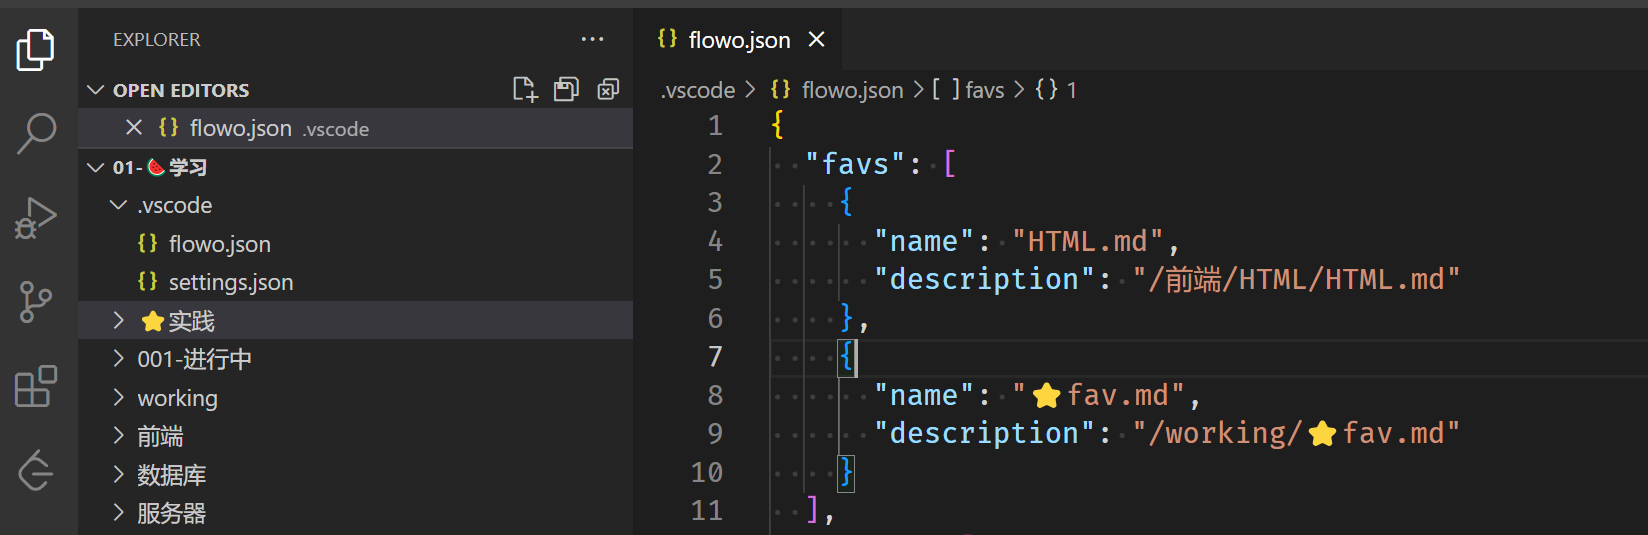 EXPLORER
OPEN EDITORS
flowo.json .vscode
01-🍉学习
.vscode
flowo.json
settings.json
⭐实践
001-进行中
working
前端
数据库
服务器
{} flowo.json
.vscode > {} flowo.json > [ ] favs > {} 1
1 {
2 "favs": [
3 {
4 "name": "HTML.md",
5 "description": "/前端/HTML/HTML.md"
6 },
7 {
8 "name": "⭐fav.md",
9 "description": "/working/⭐fav.md"
10 }
11 ],